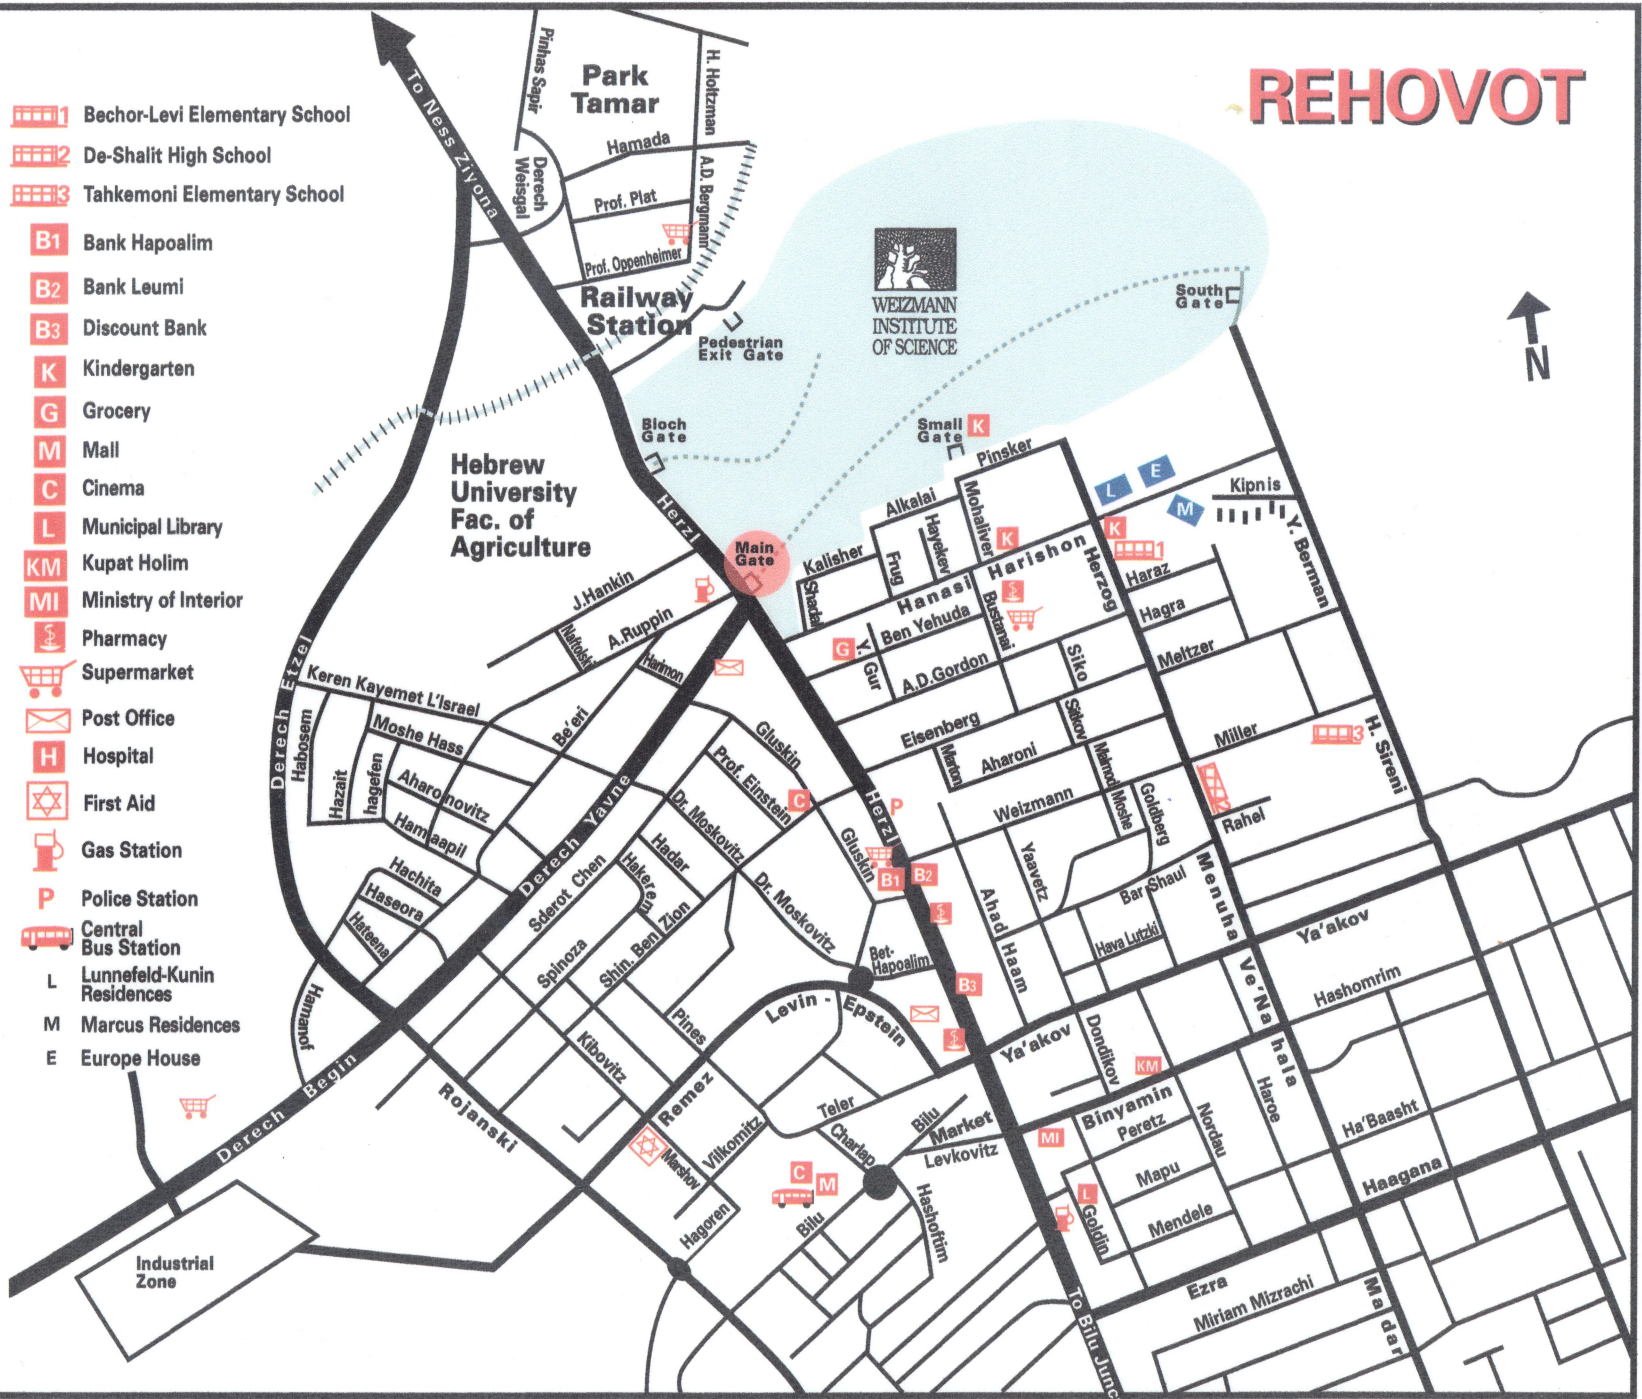 REHOVOT
1 Bechor-Levi Elementary School
2 De-Shalit High School
3 Tahkemoni Elementary School
B1 Bank Hapoalim
B2 Bank Leumi
B3 Discount Bank
K Kindergarten
G Grocery
M Mall
C Cinema
L Municipal Library
KM Kupat Holim
MI Ministry of Interior
Pharmacy
Supermarket
Post Office
H Hospital
First Aid
Gas Station
P Police Station
Central
Bus Station
L Lunnefeld-Kunin
Residences
M Marcus Residences
E Europe House
To Ness Ziyona
Pinhas Sapir
Park
Tamar
H. Holtzman
Hamada
Derech
Weisgal
Prof. Plat
A.D. Bergmann
Prof. Oppenheimer
Railway
Station
Pedestrian
Exit Gate
WEIZMANN
INSTITUTE
OF SCIENCE
South
Gate
N
Bloch
Gate
Small
Gate
K
Pinsker
Hebrew
University
Fac. of
Agriculture
Herzl
Main
Gate
Alkalai
Mohaliver
Hayekev
Kalisher
Frug
Shadal
K
L
E
M
Kipnis
Y. Berman
K
1
Harishon
Hanasi
Herzog
Haraz
Hagra
Meltzer
J.Hankin
A.Ruppin
Naftolski
Harimon
G
Y. Gur
Ben Yehuda
Bustanai
A.D.Gordon
Siko
Sitkov
Eisenberg
Marton
Aharoni
Malmod
Moshe
Goldberg
Weizmann
Miller
3
H. Sireni
2
Rahel
Derech Etzel
Keren Kayemet L'Israel
Habosem
Hazait
hagefen
Moshe Hass
Aharonovitz
Hamaapil
Be'eri
Gluskin
Prof. Einstein
C
Dr. Moskovitz
Herzl
P
Gluskin
B1
B2
Yaavetz
Ahad Haam
Bar Shaul
Hava Lutzki
Menuha
Ve'Nahala
Ya'akov
Hashomrim
Derech Yavne
Hachita
Haseora
Hateena
Hamanof
Sderot Chen
Hadar
Hakerem
Spinoza
Shin. Ben Zion
Dr. Moskovitz
Bet-
Hapoalim
B3
Levin - Epstein
Pines
Kibovitz
Ya'akov
Dondikov
KM
Binyamin
Peretz
Nordau
Haroe
Ha'Baasht
Haagana
Derech Begin
Rojanski
Remez
Marshov
Vilkomitz
Hagoren
Teler
Charlap
Bilu
Market
Levkovitz
MI
Mapu
Mendele
L
Goldin
C
M
Bilu
Hashoftim
Ezra
Miriam Mizrachi
Madar
To Bilu Junc
Industrial
Zone